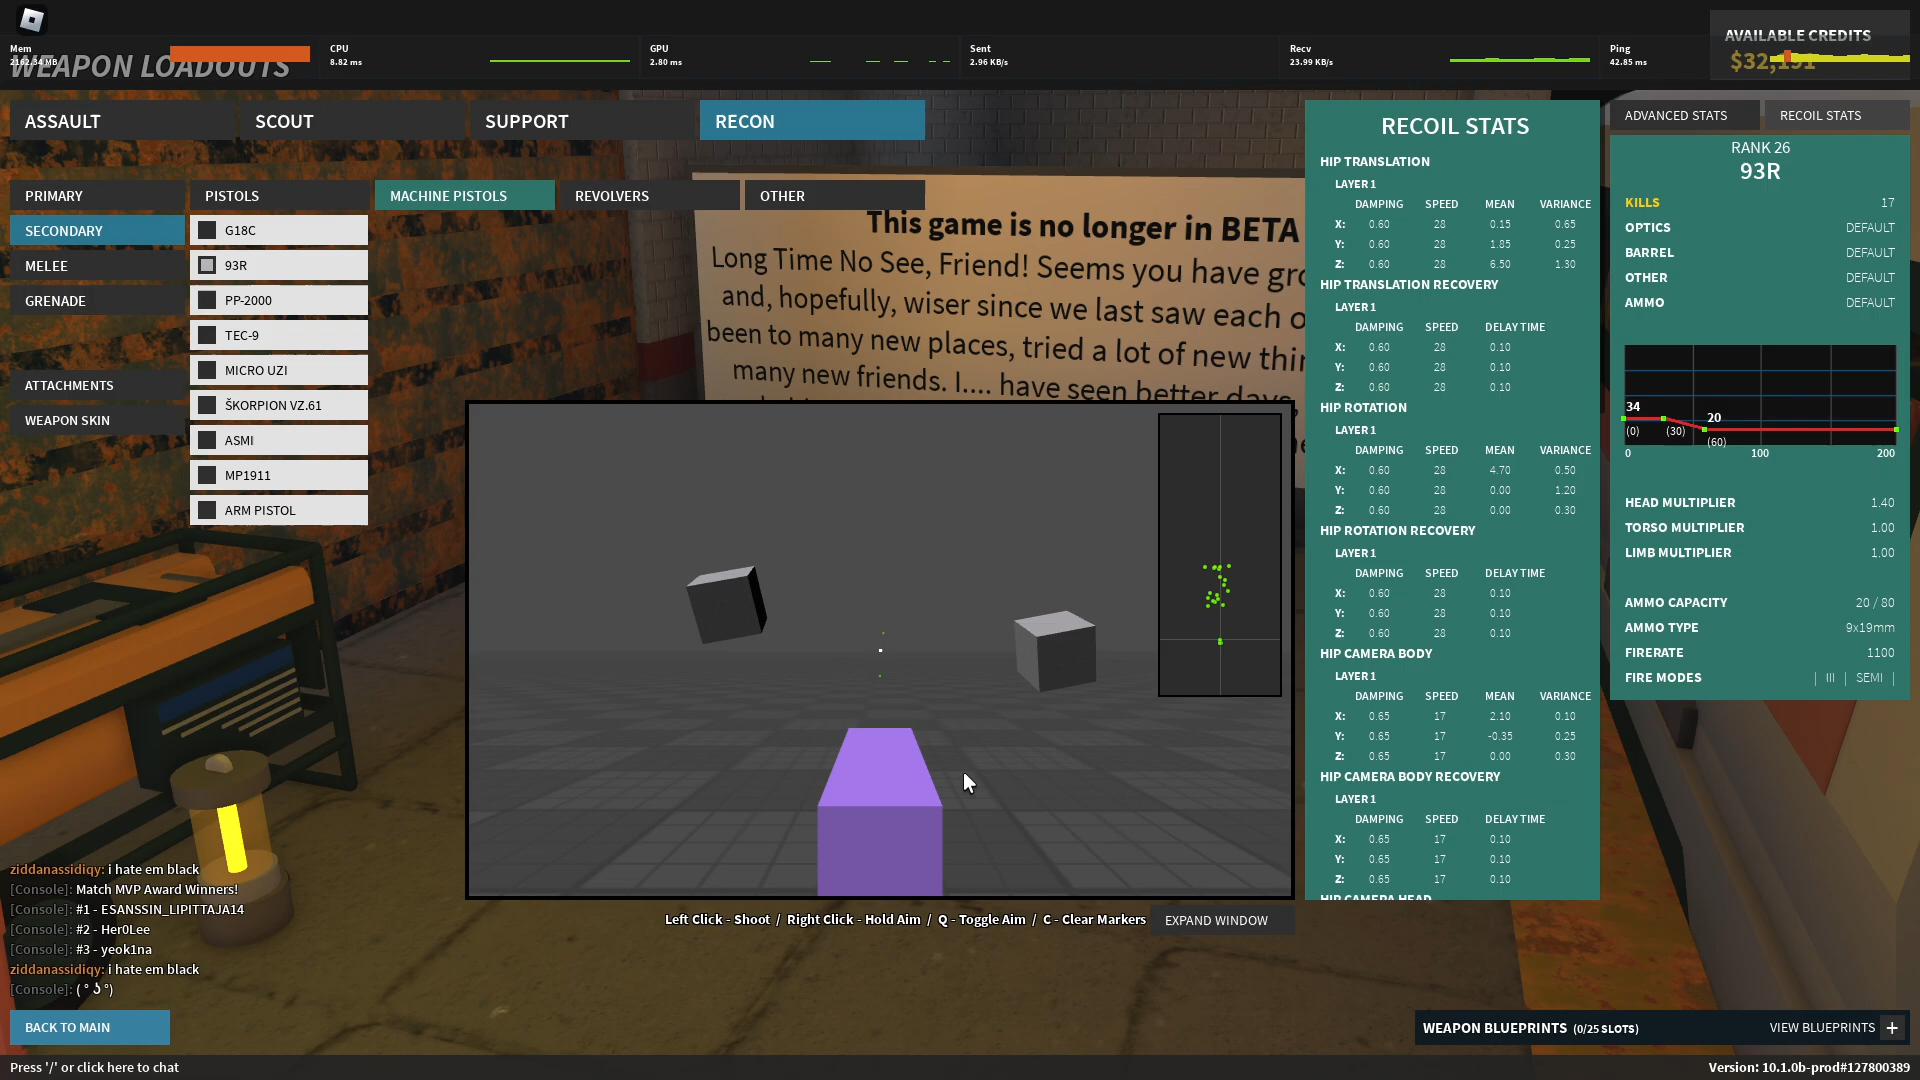 Mem
2162.34 MB
CPU
8.82 ms
GPU
2.80 ms
Sent
2.96 KB/s
Recv
23.99 KB/s
Ping
42.85 ms
WEAPON LOADOUTS
AVAILABLE CREDITS
$32,191
ASSAULT
SCOUT
SUPPORT
RECON
PRIMARY
SECONDARY
MELEE
GRENADE
ATTACHMENTS
WEAPON SKIN
PISTOLS
MACHINE PISTOLS
REVOLVERS
OTHER
G18C
93R
PP-2000
TEC-9
MICRO UZI
ŠKORPION VZ.61
ASMI
MP1911
ARM PISTOL
This game is no longer in BETA
Long Time No See, Friend! Seems you have gro
and, hopefully, wiser since we last saw each o
been to many new places, tried a lot of new thin
many new friends. I.... have seen better days,
RECOIL STATS
HIP TRANSLATION
LAYER 1
DAMPING SPEED MEAN VARIANCE
X: 0.60 28 0.15 0.65
Y: 0.60 28 1.85 0.25
Z: 0.60 28 6.50 1.30
HIP TRANSLATION RECOVERY
LAYER 1
DAMPING SPEED DELAY TIME
X: 0.60 28 0.10
Y: 0.60 28 0.10
Z: 0.60 28 0.10
HIP ROTATION
LAYER 1
DAMPING SPEED MEAN VARIANCE
X: 0.60 28 4.70 0.50
Y: 0.60 28 0.00 1.20
Z: 0.60 28 0.00 0.30
HIP ROTATION RECOVERY
LAYER 1
DAMPING SPEED DELAY TIME
X: 0.60 28 0.10
Y: 0.60 28 0.10
Z: 0.60 28 0.10
HIP CAMERA BODY
LAYER 1
DAMPING SPEED MEAN VARIANCE
X: 0.65 17 2.10 0.10
Y: 0.65 17 -0.35 0.25
Z: 0.65 17 0.00 0.30
HIP CAMERA BODY RECOVERY
LAYER 1
DAMPING SPEED DELAY TIME
X: 0.65 17 0.10
Y: 0.65 17 0.10
Z: 0.65 17 0.10
HIP CAMERA HEAD
ADVANCED STATS
RECOIL STATS
RANK 26
93R
KILLS 17
OPTICS DEFAULT
BARREL DEFAULT
OTHER DEFAULT
AMMO DEFAULT
34
20
(0)
(30)
(60)
0
100
200
HEAD MULTIPLIER 1.40
TORSO MULTIPLIER 1.00
LIMB MULTIPLIER 1.00
AMMO CAPACITY 20 / 80
AMMO TYPE 9x19mm
FIRERATE 1100
FIRE MODES | III | SEMI |
Left Click - Shoot / Right Click - Hold Aim / Q - Toggle Aim / C - Clear Markers
EXPAND WINDOW
ziddanassidiqy: i hate em black
[Console]: Match MVP Award Winners!
[Console]: #1 - ESANSSIN_LIPITTAJA14
[Console]: #2 - Her0Lee
[Console]: #3 - yeok1na
ziddanassidiqy: i hate em black
[Console]: ( ° ʖ °)
BACK TO MAIN
WEAPON BLUEPRINTS (0/25 SLOTS)
VIEW BLUEPRINTS +
Press '/' or click here to chat
Version: 10.1.0b-prod#127800389